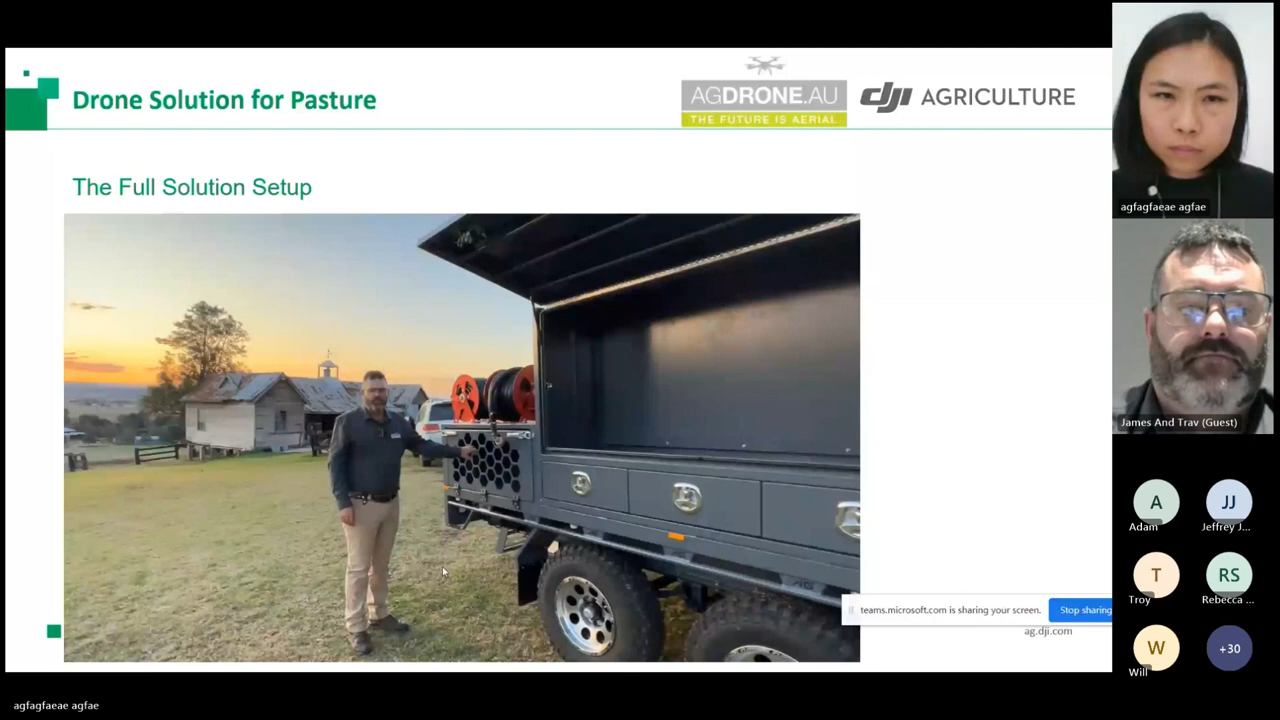 Drone Solution for Pasture
AGDRONE.AU
THE FUTURE IS AERIAL
dji AGRICULTURE
The Full Solution Setup
agfagfaeae agfae
James And Trav (Guest)
A
Adam
JJ
Jeffrey J...
T
Troy
RS
Rebecca ...
W
Will
+30
teams.microsoft.com is sharing your screen.
Stop sharing
ag.dji.com
agfagfaeae agfae